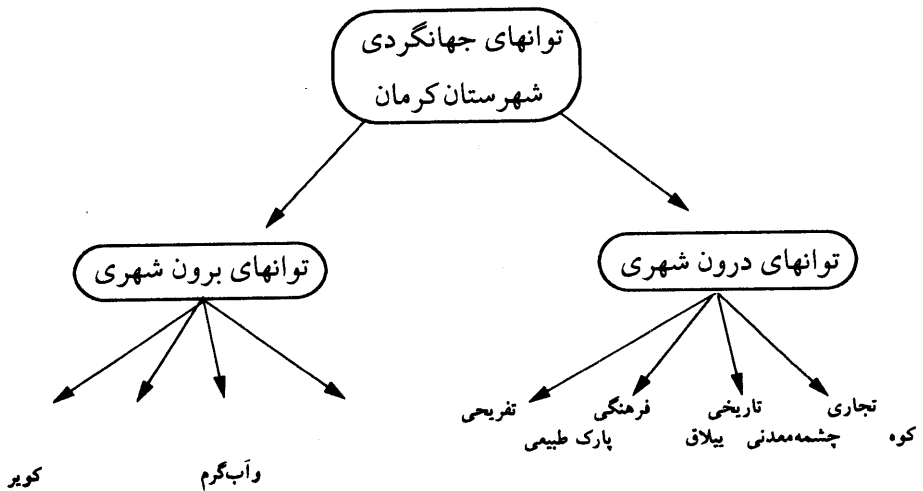 توانهای جهانگردی
شهرستان کرمان
توانهای درون شهری
توانهای برون شهری
تجاری تاریخی فرهنگی تفریحی
کوه چشمه‌معدنی ییلاق پارک طبیعی
وآب‌گرم کویر